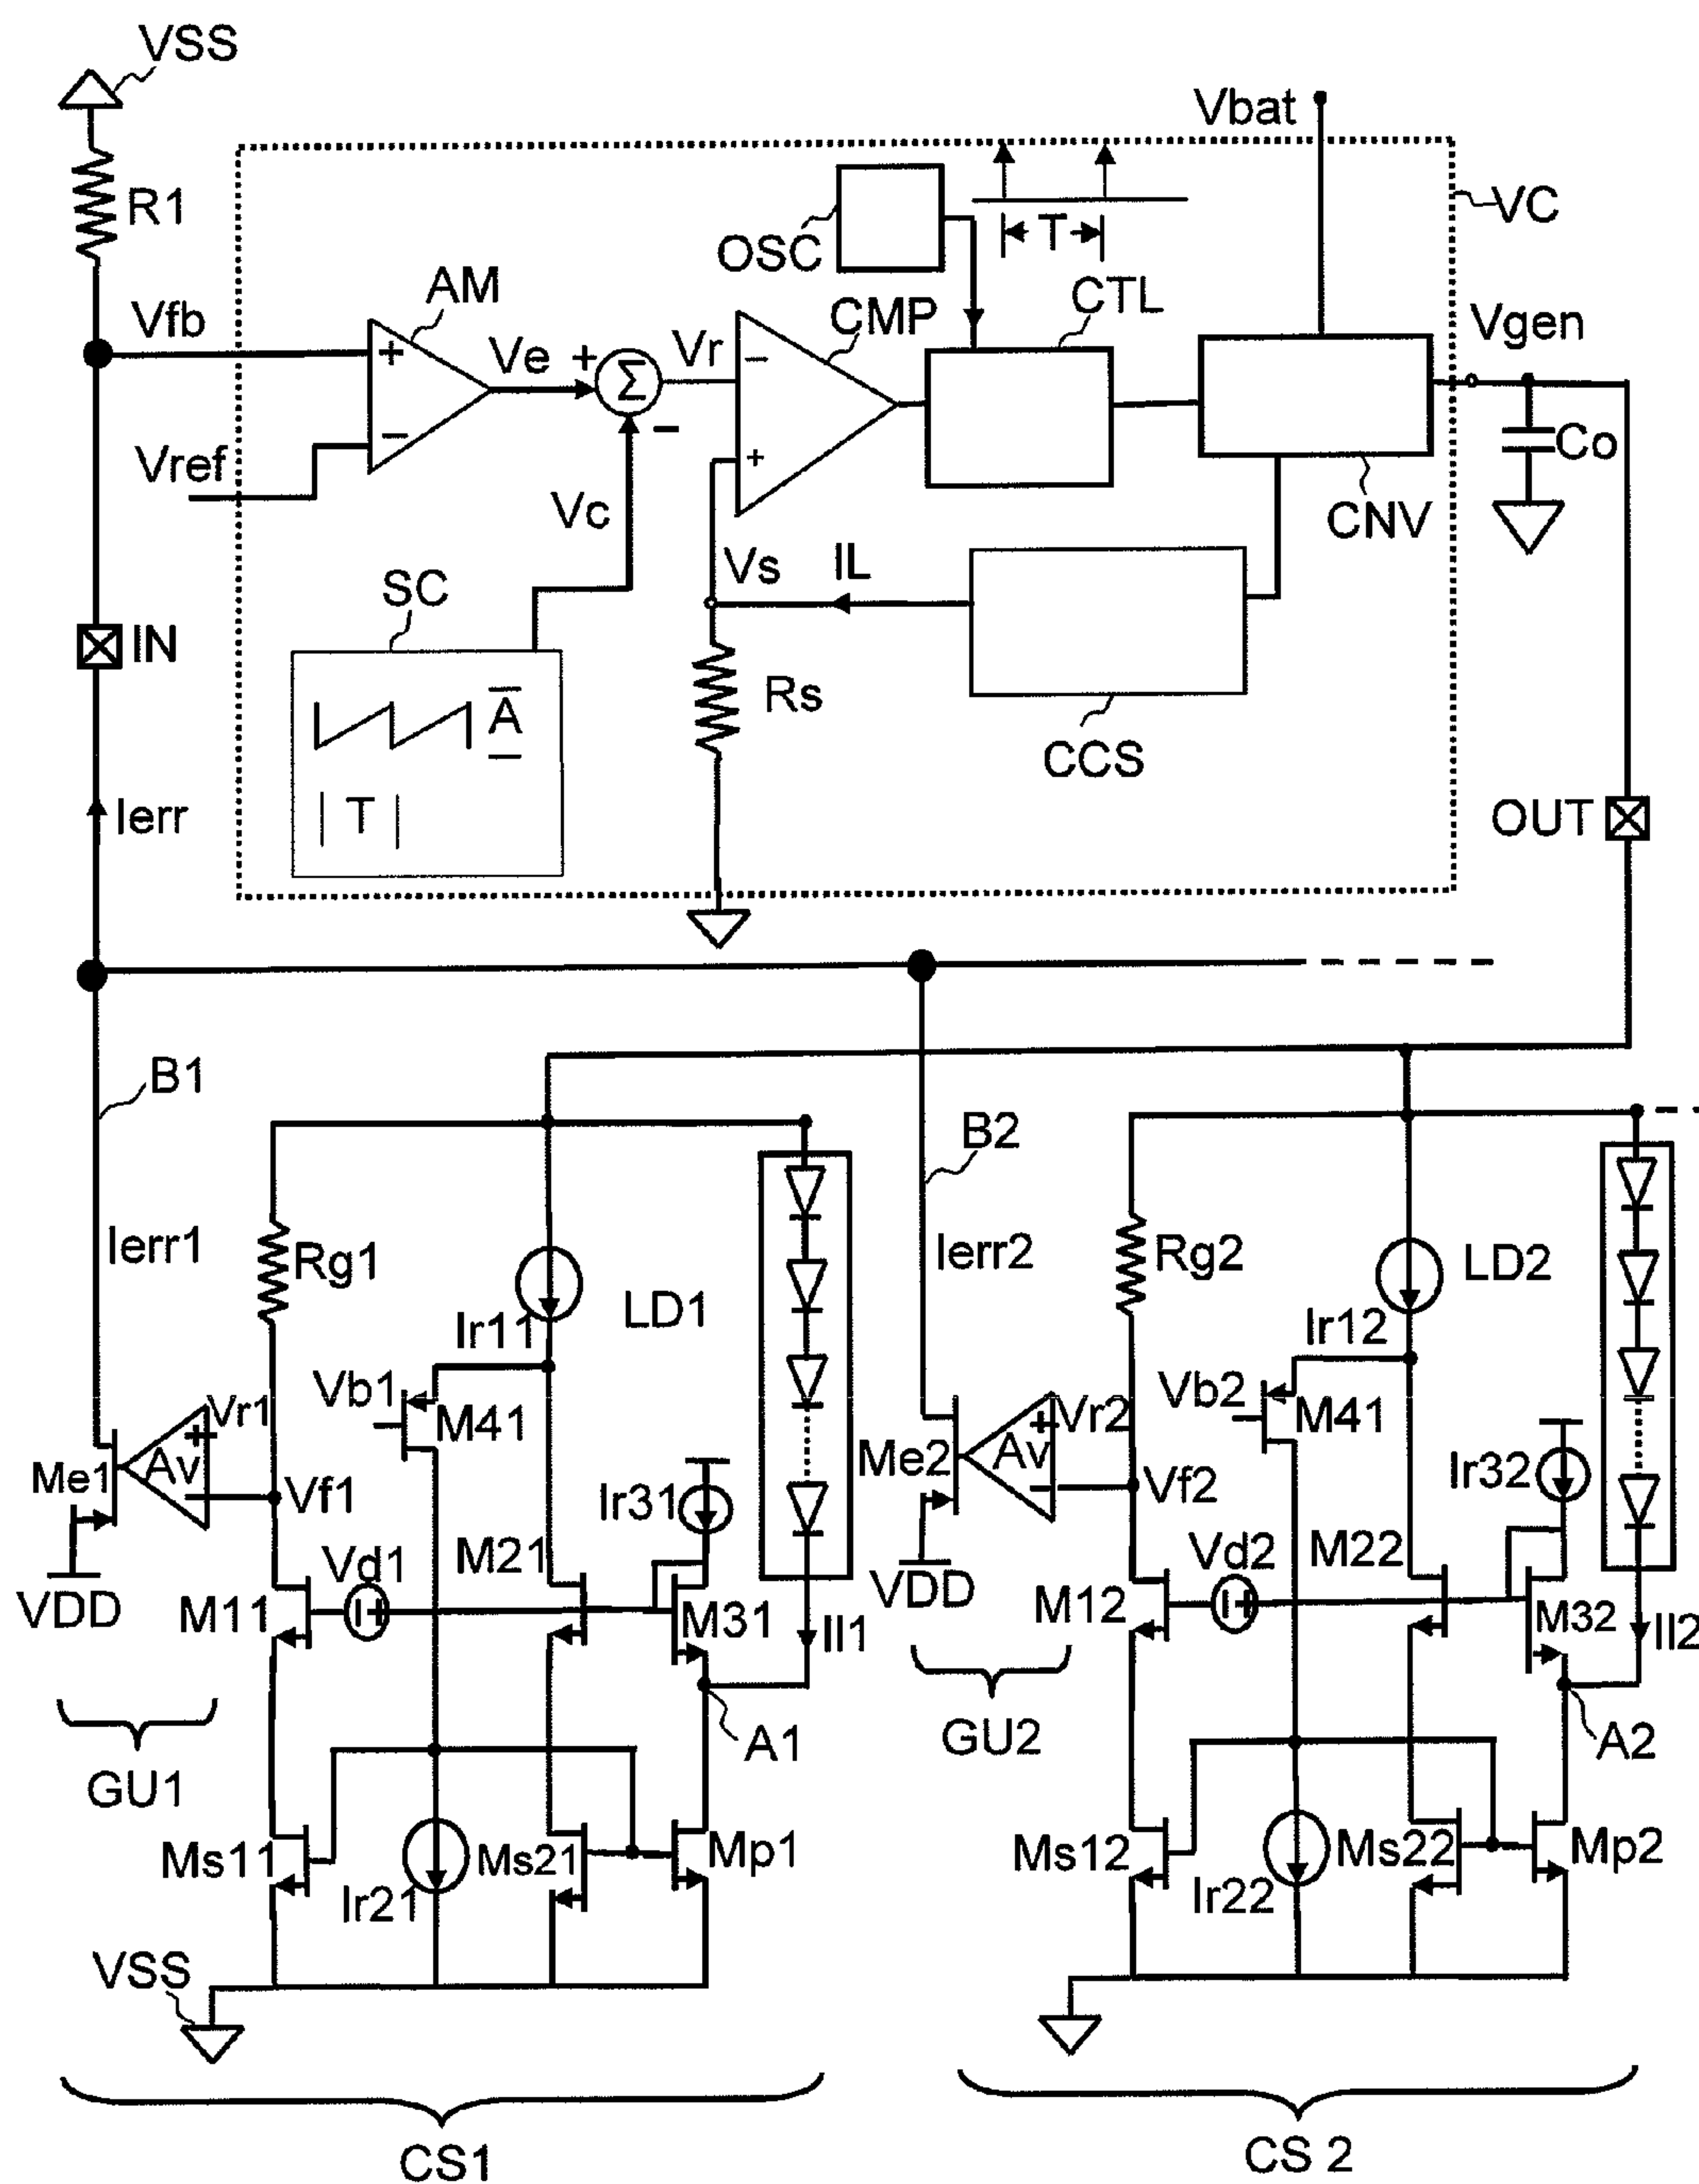 VSS
Vbat
R1
OSC
T
VC
AM
CTL
Vfb
Ve
+
Σ
Vr
−
CMP
Vgen
+
−
-
+
Co
Vref
Vc
CNV
SC
Vs
IL
IN
A
Rs
CCS
T
Ierr
OUT
B1
B2
Ierr1
Rg1
LD1
Ir11
Ierr2
Rg2
LD2
Ir12
Vb1
M41
Vr1
+
Av
−
Me1
Vf1
Ir31
Vb2
M41
Vr2
+
Av
−
Me2
Vf2
Ir32
VDD
M11
Vd1
M21
M31
Il1
VDD
M12
Vd2
M22
M32
Il2
GU1
A1
GU2
A2
Ms11
Ir21
Ms21
Mp1
Ms12
Ir22
Ms22
Mp2
VSS
CS1
CS 2